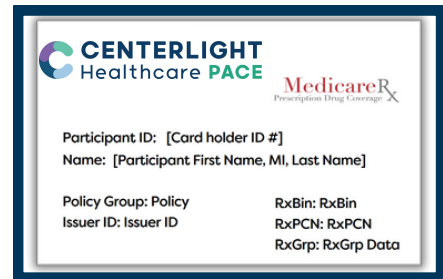 CENTERLIGHT
Healthcare PACE
MedicareRx
Prescription Drug Coverage
Participant ID: [Card holder ID #]
Name: [Participant First Name, MI, Last Name]
Policy Group: Policy
Issuer ID: Issuer ID
RxBin: RxBin
RxPCN: RxPCN
RxGrp: RxGrp Data